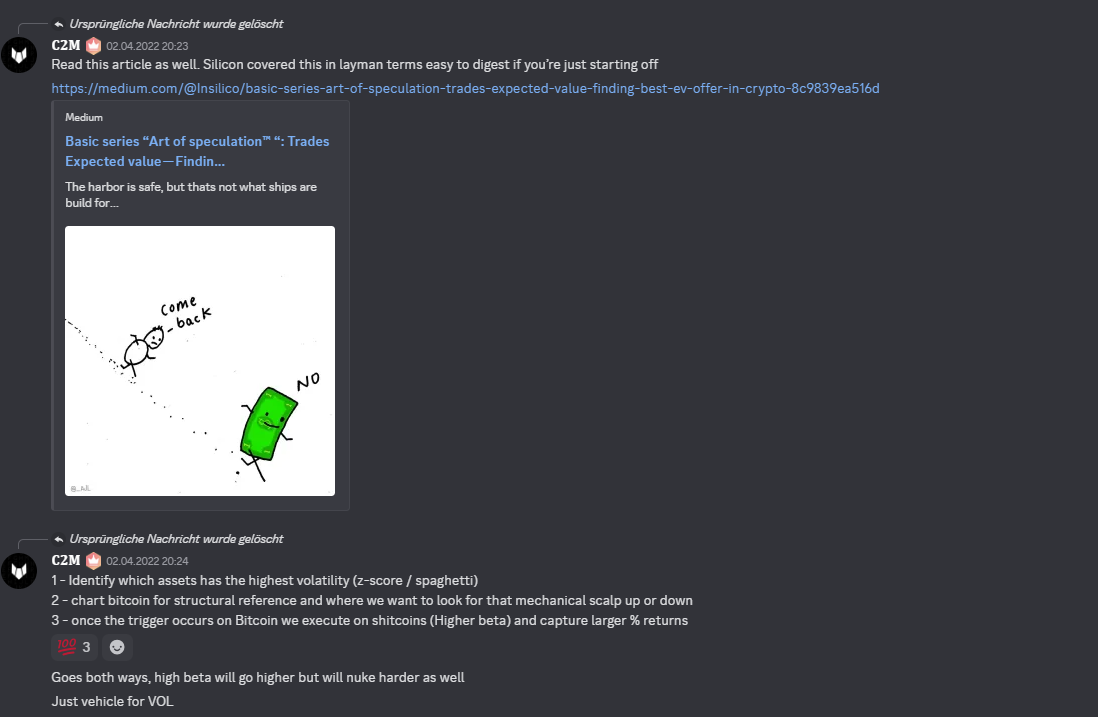 Ursprüngliche Nachricht wurde gelöscht
C2M 02.04.2022 20:23
Read this article as well. Silicon covered this in layman terms easy to digest if you're just starting off
https://medium.com/@Insilico/basic-series-art-of-speculation-trades-expected-value-finding-best-ev-offer-in-crypto-8c9839ea516d
Medium
Basic series “Art of speculation™ “: Trades
Expected value — Findin...
The harbor is safe, but thats not what ships are
build for...
come
back
NO
Ursprüngliche Nachricht wurde gelöscht
C2M 02.04.2022 20:24
1 - Identify which assets has the highest volatility (z-score / spaghetti)
2 - chart bitcoin for structural reference and where we want to look for that mechanical scalp up or down
3 - once the trigger occurs on Bitcoin we execute on shitcoins (Higher beta) and capture larger % returns
100 3
Goes both ways, high beta will go higher but will nuke harder as well
Just vehicle for VOL